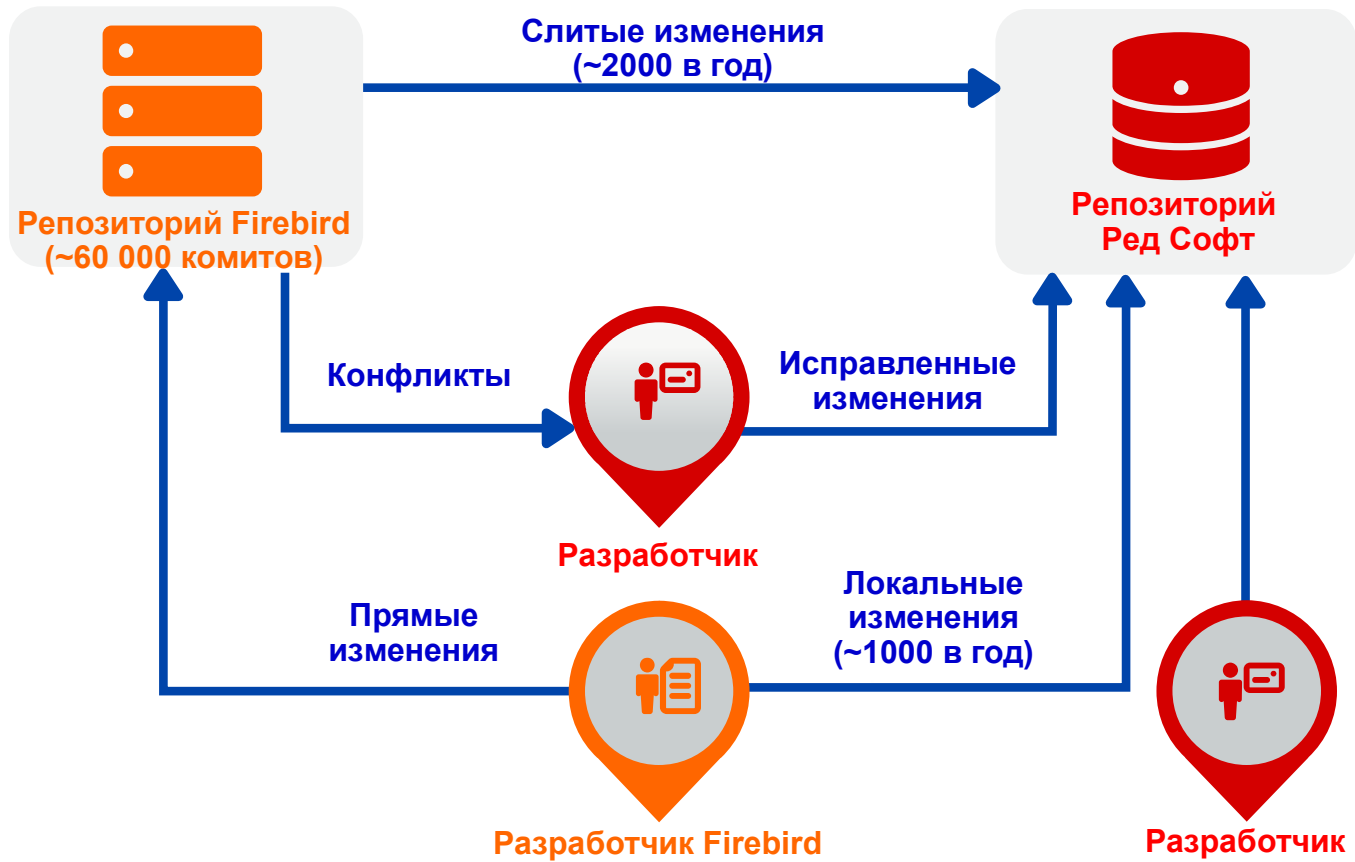 Слитые изменения
(~2000 в год)
Репозиторий Firebird
(~60 000 комитов)
Репозиторий
Ред Софт
Конфликты
Исправленные
изменения
Разработчик
Прямые
изменения
Локальные
изменения
(~1000 в год)
Разработчик Firebird
Разработчик